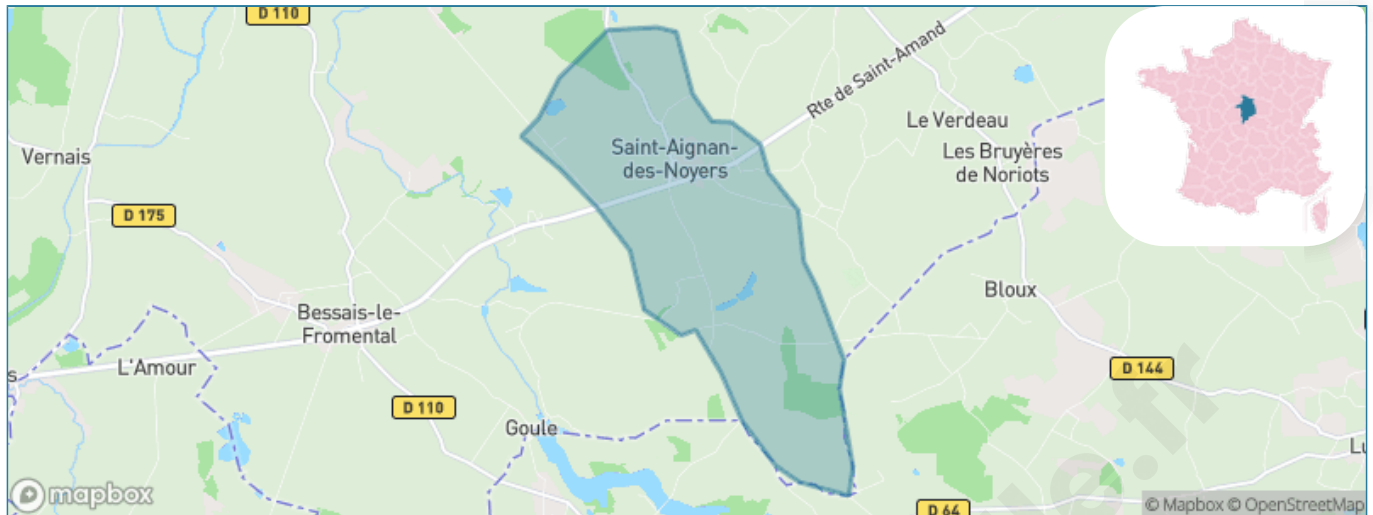 D 110
Rte de Saint-Amand
Le Verdeau
Vernais
Saint-Aignan-
des-Noyers
Les Bruyères
de Noriots
D 175
Bessais-le-
Fromental
Bloux
L'Amour
s
D 144
D 110
Goule
Lu
mapbox
D 64
© Mapbox © OpenStreetMap